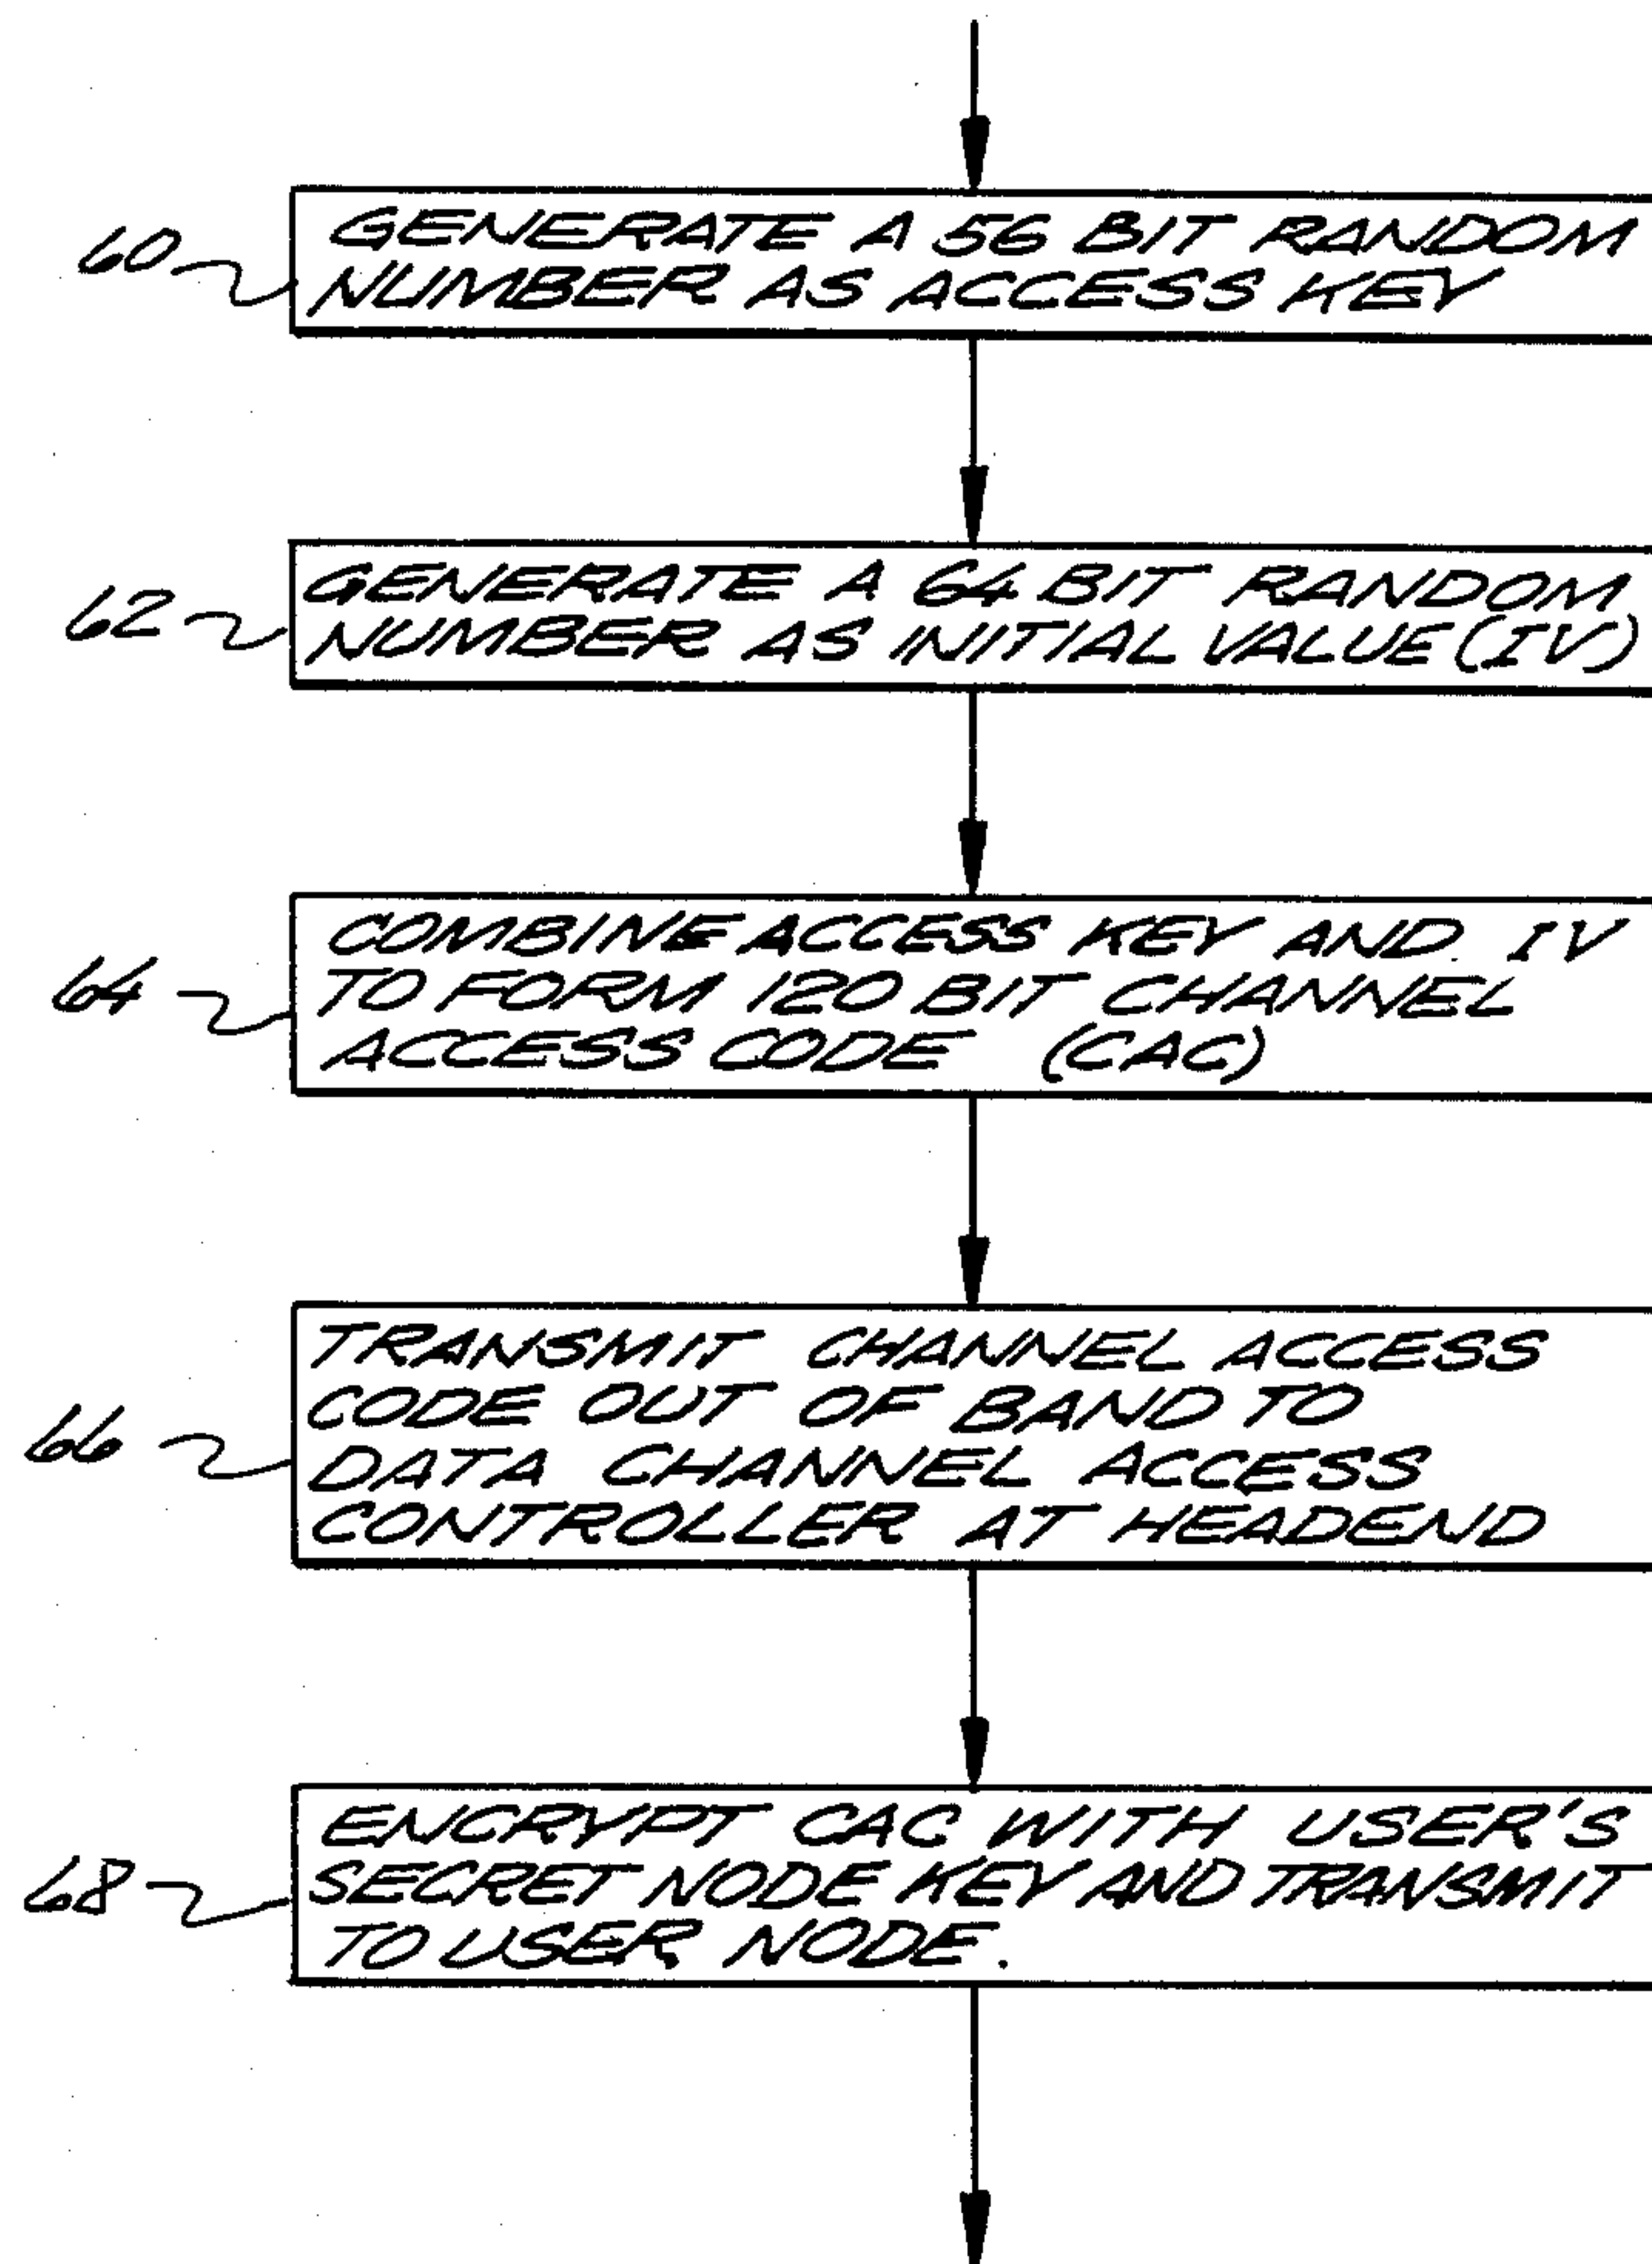 60
GENERATE A 56 BIT RANDOM
NUMBER AS ACCESS KEY
62
GENERATE A 64 BIT RANDOM
NUMBER AS INITIAL VALUE (IV)
64
COMBINE ACCESS KEY AND IV
TO FORM 120 BIT CHANNEL
ACCESS CODE (CAC)
66
TRANSMIT CHANNEL ACCESS
CODE OUT OF BAND TO
DATA CHANNEL ACCESS
CONTROLLER AT HEADEND
68
ENCRYPT CAC WITH USER'S
SECRET NODE KEY AND TRANSMIT
TO USER NODE.